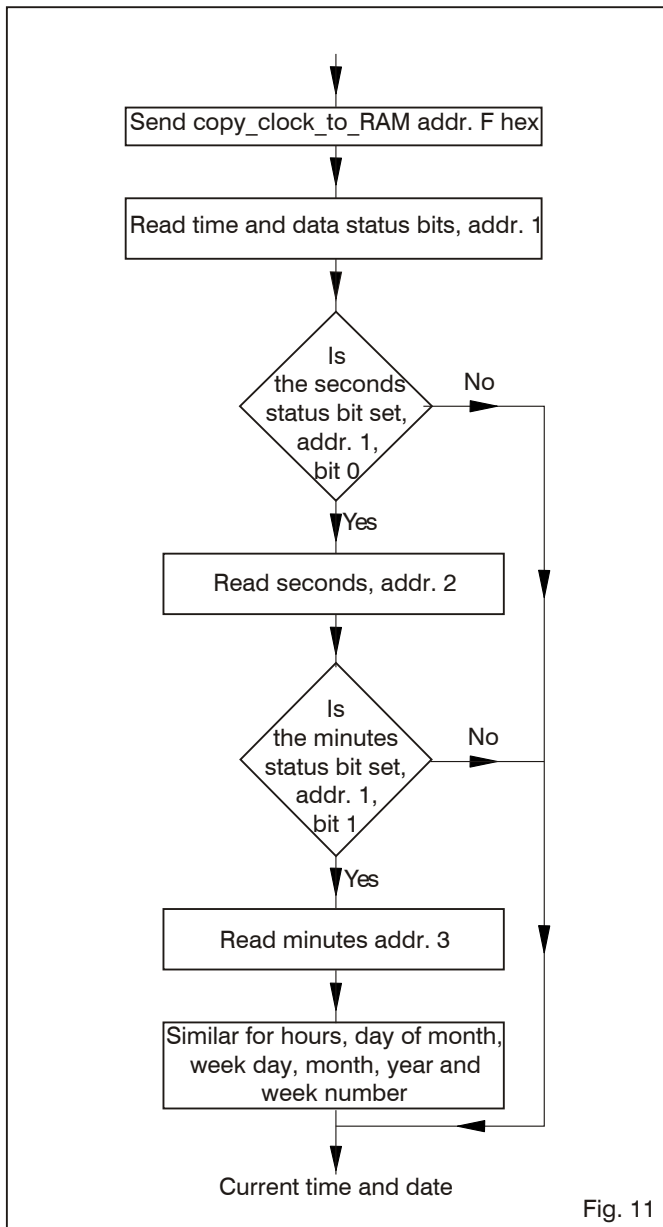 Send copy_clock_to_RAM addr. F hex
Read time and data status bits, addr. 1
Is
the seconds
status bit set,
addr. 1,
bit 0
No
Yes
Read seconds, addr. 2
Is
the minutes
status bit set,
addr. 1,
bit 1
No
Yes
Read minutes addr. 3
Similar for hours, day of month,
week day, month, year and
week number
Current time and date
Fig. 11